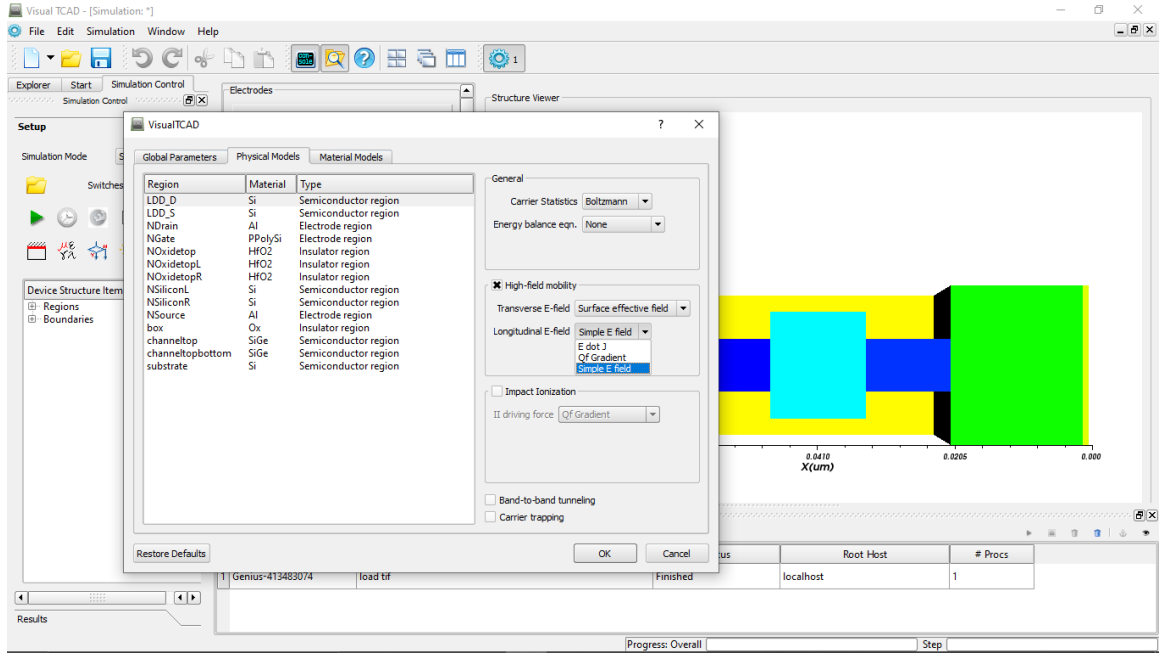 Visual TCAD - [Simulation: *]
File Edit Simulation Window Help
con-
sole
1
Explorer Start Simulation Control
Simulation Control
Electrodes
Structure Viewer
Setup
Simulation Mode S
Switches
Device Structure Item
Regions
Boundaries
VisualTCAD
?
Global Parameters Physical Models Material Models
Region Material Type
LDD_D Si Semiconductor region
LDD_S Si Semiconductor region
NDrain Al Electrode region
NGate PPolySi Electrode region
NOxidetop HfO2 Insulator region
NOxidetopL HfO2 Insulator region
NOxidetopR HfO2 Insulator region
NSiliconL Si Semiconductor region
NSiliconR Si Semiconductor region
NSource Al Electrode region
box Ox Insulator region
channeltop SiGe Semiconductor region
channeltopbottom SiGe Semiconductor region
substrate Si Semiconductor region
General
Carrier Statistics Boltzmann
Energy balance eqn. None
High-field mobility
Transverse E-field Surface effective field
Longitudinal E-field Simple E field
E dot J
Qf Gradient
Simple E field
Impact Ionization
II driving force Qf Gradient
Band-to-band tunneling
Carrier trapping
Restore Defaults OK Cancel
0.0410 0.0205 0.000
X(um)
tus Root Host # Procs
1 Genius-413483074 load tif Finished localhost 1
Results
Progress: Overall Step